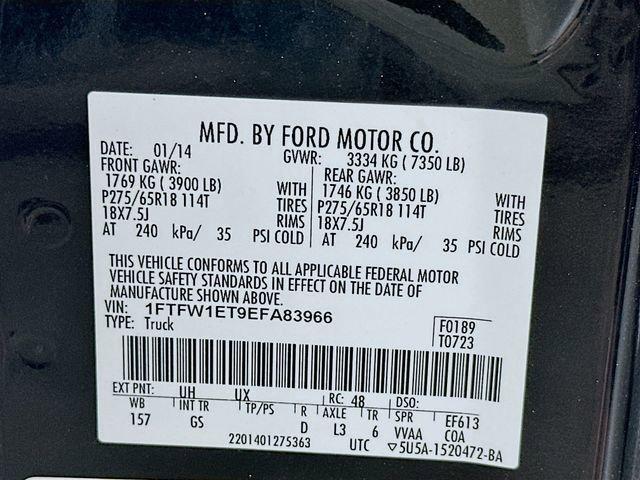 MFD. BY FORD MOTOR CO.
DATE: 01/14 GVWR: 3334 KG ( 7350 LB)
FRONT GAWR: REAR GAWR:
1769 KG ( 3900 LB) WITH 1746 KG ( 3850 LB) WITH
P275/65R18 114T TIRES P275/65R18 114T TIRES
18X7.5J RIMS 18X7.5J RIMS
AT 240 kPa/ 35 PSI COLD AT 240 kPa/ 35 PSI COLD
THIS VEHICLE CONFORMS TO ALL APPLICABLE FEDERAL MOTOR
VEHICLE SAFETY STANDARDS IN EFFECT ON THE DATE OF
MANUFACTURE SHOWN ABOVE.
VIN: 1FTFW1ET9EFA83966 F0189
TYPE: Truck T0723
EXT PNT: UH UX RC: 48 DSO:
WB INT TR TP/PS R AXLE TR SPR EF613
157 GS D L3 6 VVAA COA
2201401275363 UTC ▽5U5A-1520472-BA